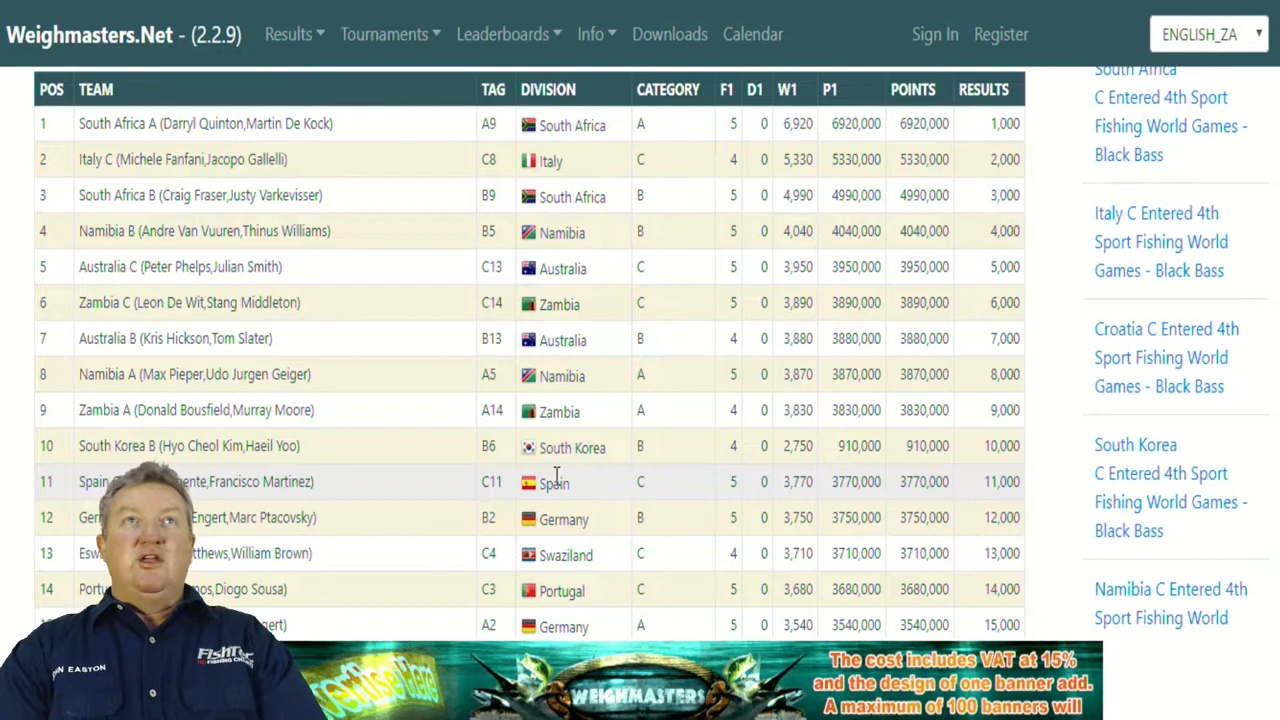 Weighmasters.Net - (2.2.9) Results Tournaments Leaderboards Info Downloads Calendar Sign In Register ENGLISH_ZA
POS TEAM TAG DIVISION CATEGORY F1 D1 W1 P1 POINTS RESULTS
1 South Africa A (Darryl Quinton,Martin De Kock) A9 South Africa A 5 0 6,920 6920,000 6920,000 1,000
2 Italy C (Michele Fanfani,Jacopo Gallelli) C8 Italy C 4 0 5,330 5330,000 5330,000 2,000
3 South Africa B (Craig Fraser,Justy Varkevisser) B9 South Africa B 5 0 4,990 4990,000 4990,000 3,000
4 Namibia B (Andre Van Vuuren,Thinus Williams) B5 Namibia B 5 0 4,040 4040,000 4040,000 4,000
5 Australia C (Peter Phelps,Julian Smith) C13 Australia C 5 0 3,950 3950,000 3950,000 5,000
6 Zambia C (Leon De Wit,Stang Middleton) C14 Zambia C 5 0 3,890 3890,000 3890,000 6,000
7 Australia B (Kris Hickson,Tom Slater) B13 Australia B 4 0 3,880 3880,000 3880,000 7,000
8 Namibia A (Max Pieper,Udo Jurgen Geiger) A5 Namibia A 5 0 3,870 3870,000 3870,000 8,000
9 Zambia A (Donald Bousfield,Murray Moore) A14 Zambia A 4 0 3,830 3830,000 3830,000 9,000
10 South Korea B (Hyo Cheol Kim,Haeil Yoo) B6 South Korea B 4 0 2,750 910,000 910,000 10,000
11 Spain ente,Francisco Martinez) C11 Spain C 5 0 3,770 3770,000 3770,000 11,000
12 Ger Engert,Marc Ptacovsky) B2 Germany B 5 0 3,750 3750,000 3750,000 12,000
13 Esw tthews,William Brown) C4 Swaziland C 4 0 3,710 3710,000 3710,000 13,000
14 Portu os,Diogo Sousa) C3 Portugal C 5 0 3,680 3680,000 3680,000 14,000
gert) A2 Germany A 5 0 3,540 3540,000 3540,000 15,000
South Africa
C Entered 4th Sport
Fishing World Games -
Black Bass
Italy C Entered 4th
Sport Fishing World
Games - Black Bass
Croatia C Entered 4th
Sport Fishing World
Games - Black Bass
South Korea
C Entered 4th Sport
Fishing World Games -
Black Bass
Namibia C Entered 4th
Sport Fishing World
EASTON
WEIGHMASTERS
The cost includes VAT at 15%
and the design of one banner add.
A maximum of 100 banners will